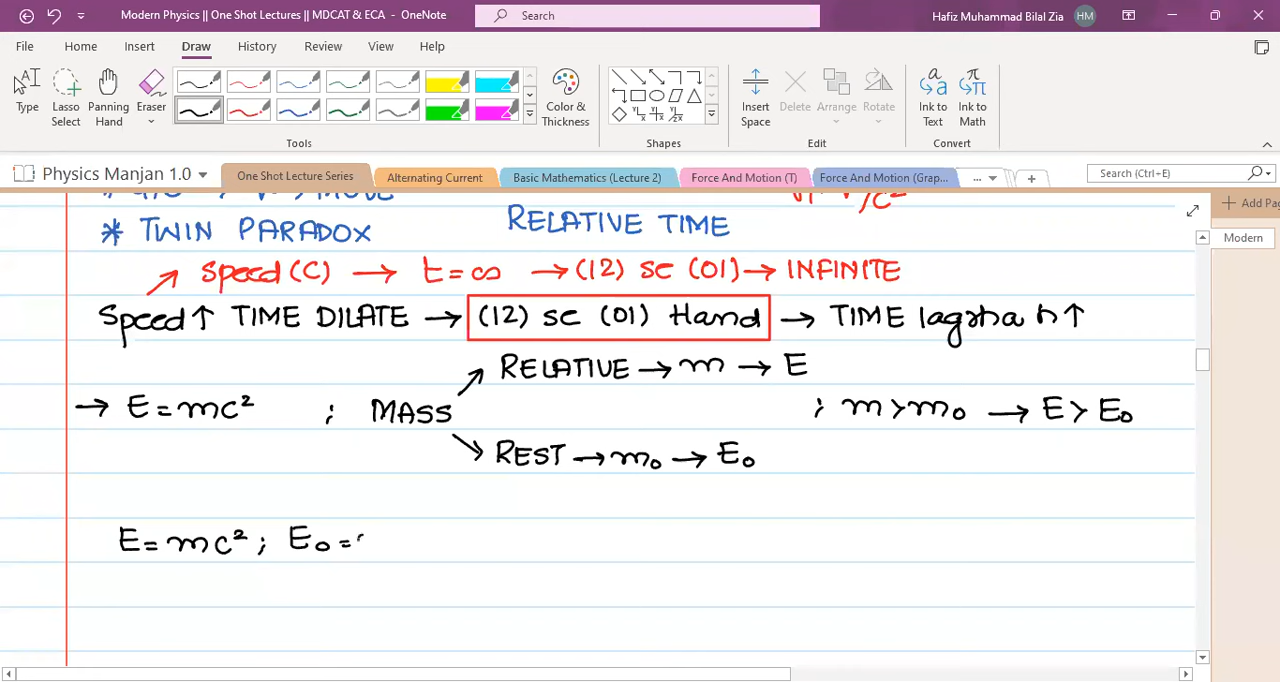 Modern Physics || One Shot Lectures || MDCAT & ECA - OneNote
Search
Hafiz Muhammad Bilal Zia
HM
File Home Insert Draw History Review View Help
Type Lasso Select Panning Hand Eraser Color & Thickness Insert Space Delete Arrange Rotate Ink to Text Ink to Math
Tools Shapes Edit Convert
Physics Manjan 1.0 One Shot Lecture Series Alternating Current Basic Mathematics (Lecture 2) Force And Motion (T) Force And Motion (Grap... ... Search (Ctrl+E)
Add Pag
Modern
* TWIN PARADOX RELATIVE TIME
Speed (C) → t = ∞ → (12) se (01) → INFINITE
Speed ↑ TIME DILATE → (12) se (01) Hand → TIME lagtha h ↑
RELATIVE → m → E
→ E = mc² ; MASS ; m > m₀ → E > E₀
REST → m₀ → E₀
E = mc² ; E₀ =